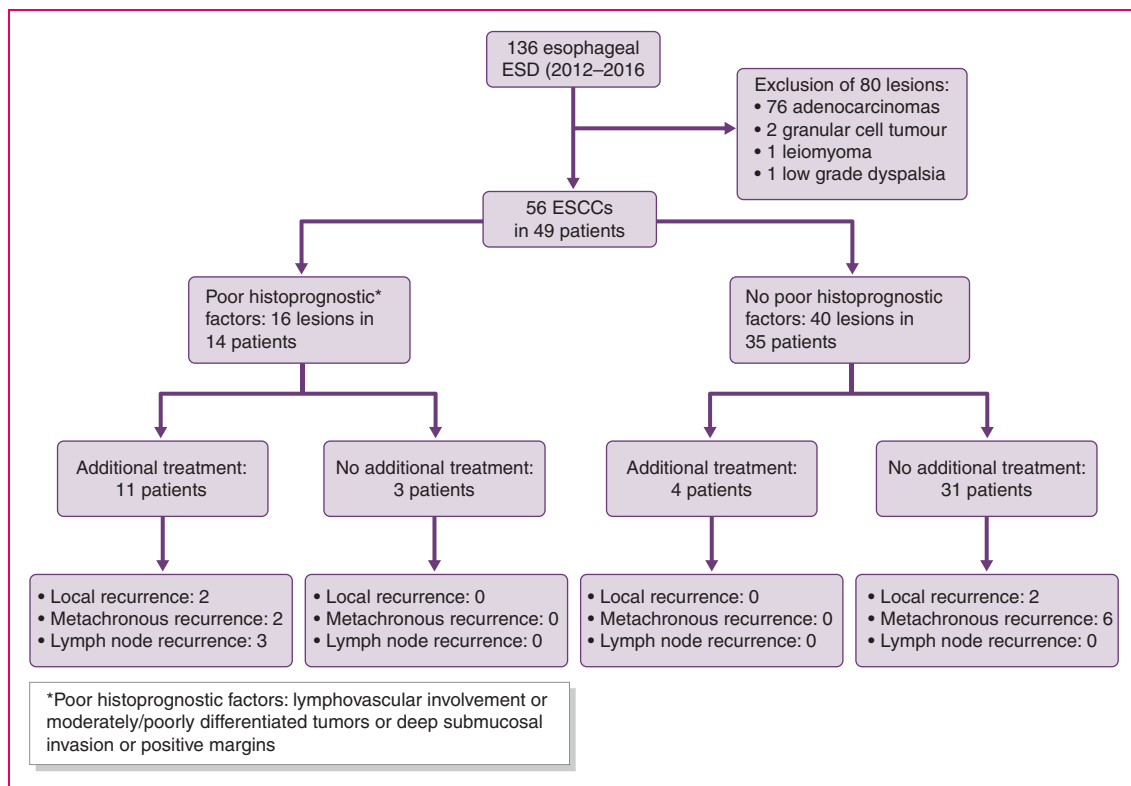 136 esophageal
ESD (2012–2016
Exclusion of 80 lesions:
• 76 adenocarcinomas
• 2 granular cell tumour
• 1 leiomyoma
• 1 low grade dyspalsia
56 ESCCs
in 49 patients
Poor histoprognostic*
factors: 16 lesions in
14 patients
No poor histoprognostic
factors: 40 lesions in
35 patients
Additional treatment:
11 patients
No additional treatment:
3 patients
Additional treatment:
4 patients
No additional treatment:
31 patients
• Local recurrence: 2
• Metachronous recurrence: 2
• Lymph node recurrence: 3
• Local recurrence: 0
• Metachronous recurrence: 0
• Lymph node recurrence: 0
• Local recurrence: 0
• Metachronous recurrence: 0
• Lymph node recurrence: 0
• Local recurrence: 2
• Metachronous recurrence: 6
• Lymph node recurrence: 0
*Poor histoprognostic factors: lymphovascular involvement or
moderately/poorly differentiated tumors or deep submucosal
invasion or positive margins